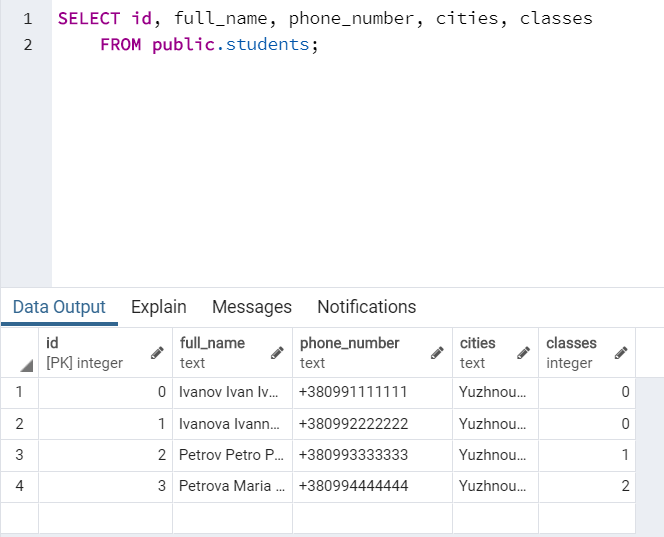 1 SELECT id, full_name, phone_number, cities, classes
2 FROM public.students;
Data Output Explain Messages Notifications
id full_name phone_number cities classes
[PK] integer text text text integer
1 0 Ivanov Ivan Iv... +380991111111 Yuzhnou... 0
2 1 Ivanova Ivann... +380992222222 Yuzhnou... 0
3 2 Petrov Petro P... +380993333333 Yuzhnou... 1
4 3 Petrova Maria ... +380994444444 Yuzhnou... 2